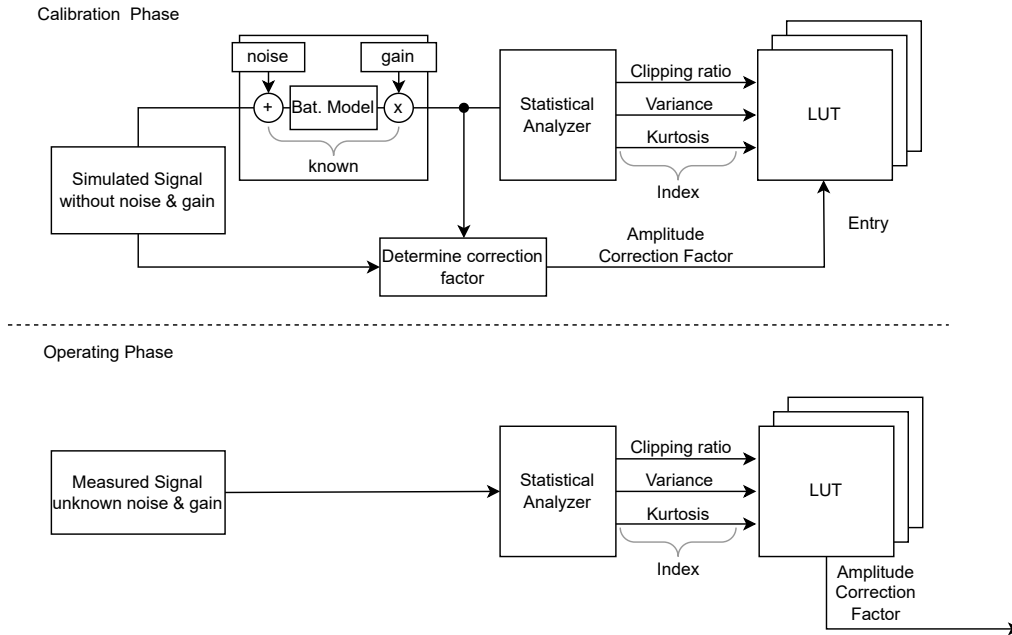 Calibration Phase
noise
gain
+
Bat. Model
x
known
Simulated Signal
without noise & gain
Statistical
Analyzer
Clipping ratio
Variance
Kurtosis
Index
LUT
Determine correction
factor
Amplitude
Correction Factor
Entry
Operating Phase
Measured Signal
unknown noise & gain
Statistical
Analyzer
Clipping ratio
Variance
Kurtosis
Index
LUT
Amplitude
Correction
Factor